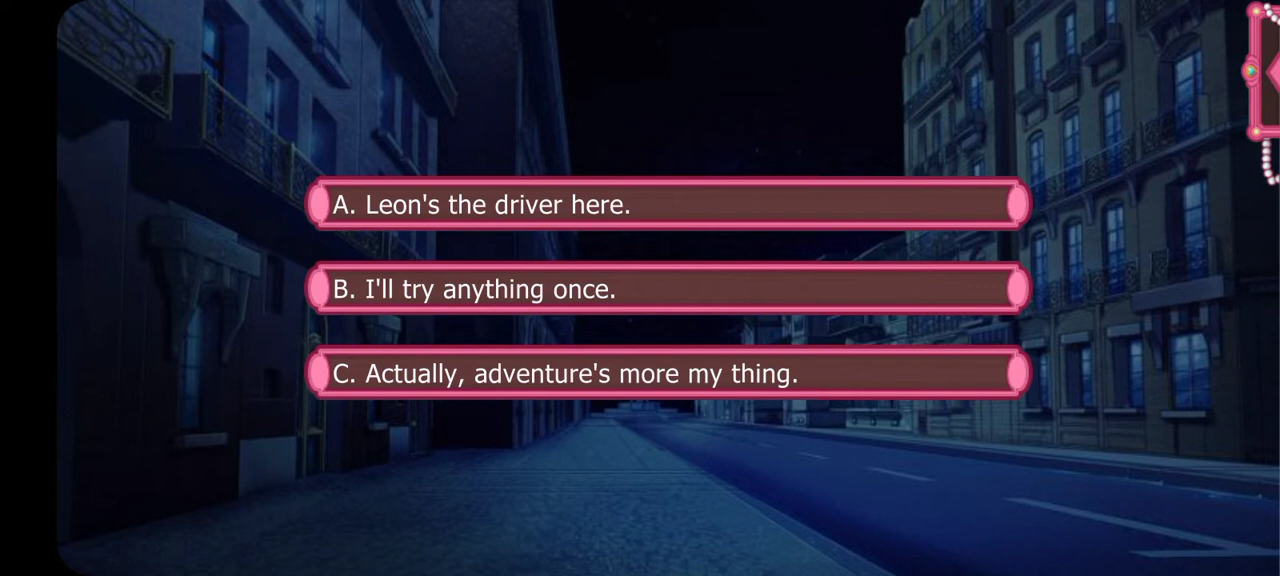 A. Leon's the driver here.
B. I'll try anything once.
C. Actually, adventure's more my thing.